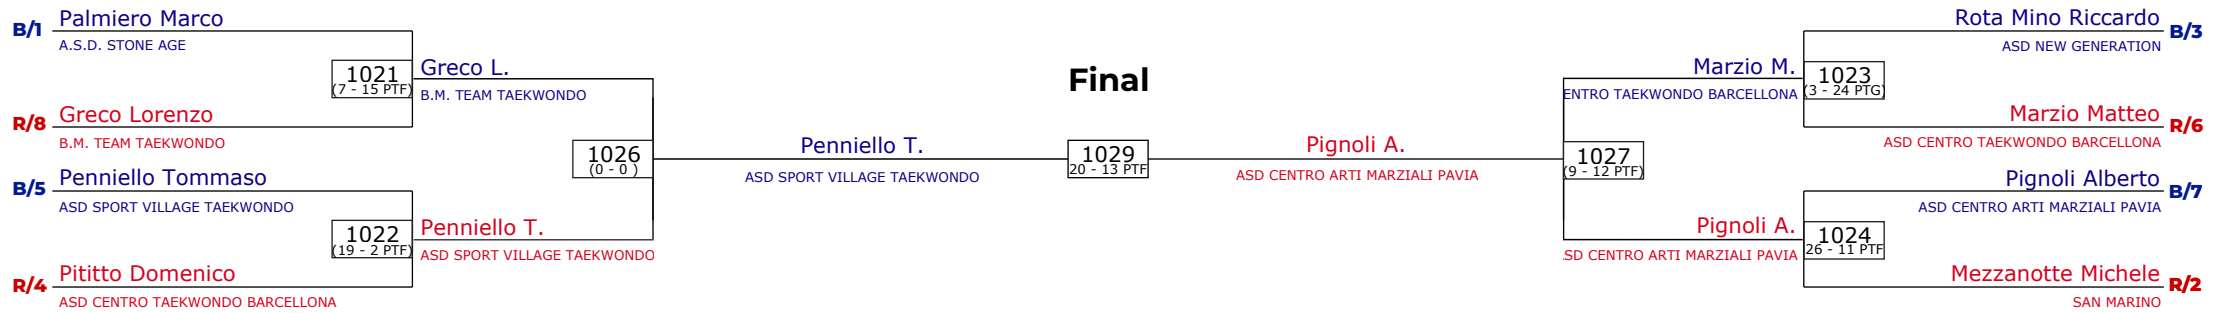 B/1
Palmiero Marco
A.S.D. STONE AGE
1021
(7 - 15 PTF)
R/8
Greco Lorenzo
B.M. TEAM TAEKWONDO
Greco L.
B.M. TEAM TAEKWONDO
1026
(0 - 0 )
B/5
Penniello Tommaso
ASD SPORT VILLAGE TAEKWONDO
1022
(19 - 2 PTF)
R/4
Pititto Domenico
ASD CENTRO TAEKWONDO BARCELLONA
Penniello T.
ASD SPORT VILLAGE TAEKWONDO
Final
Penniello T.
ASD SPORT VILLAGE TAEKWONDO
1029
20 - 13 PTF
Pignoli A.
ASD CENTRO ARTI MARZIALI PAVIA
Marzio M.
ENTRO TAEKWONDO BARCELLONA
1027
(9 - 12 PTF)
Pignoli A.
SD CENTRO ARTI MARZIALI PAVIA
Rota Mino Riccardo
B/3
ASD NEW GENERATION
1023
(3 - 24 PTG)
Marzio Matteo
R/6
ASD CENTRO TAEKWONDO BARCELLONA
Pignoli Alberto
B/7
ASD CENTRO ARTI MARZIALI PAVIA
1024
26 - 11 PTF
Mezzanotte Michele
R/2
SAN MARINO